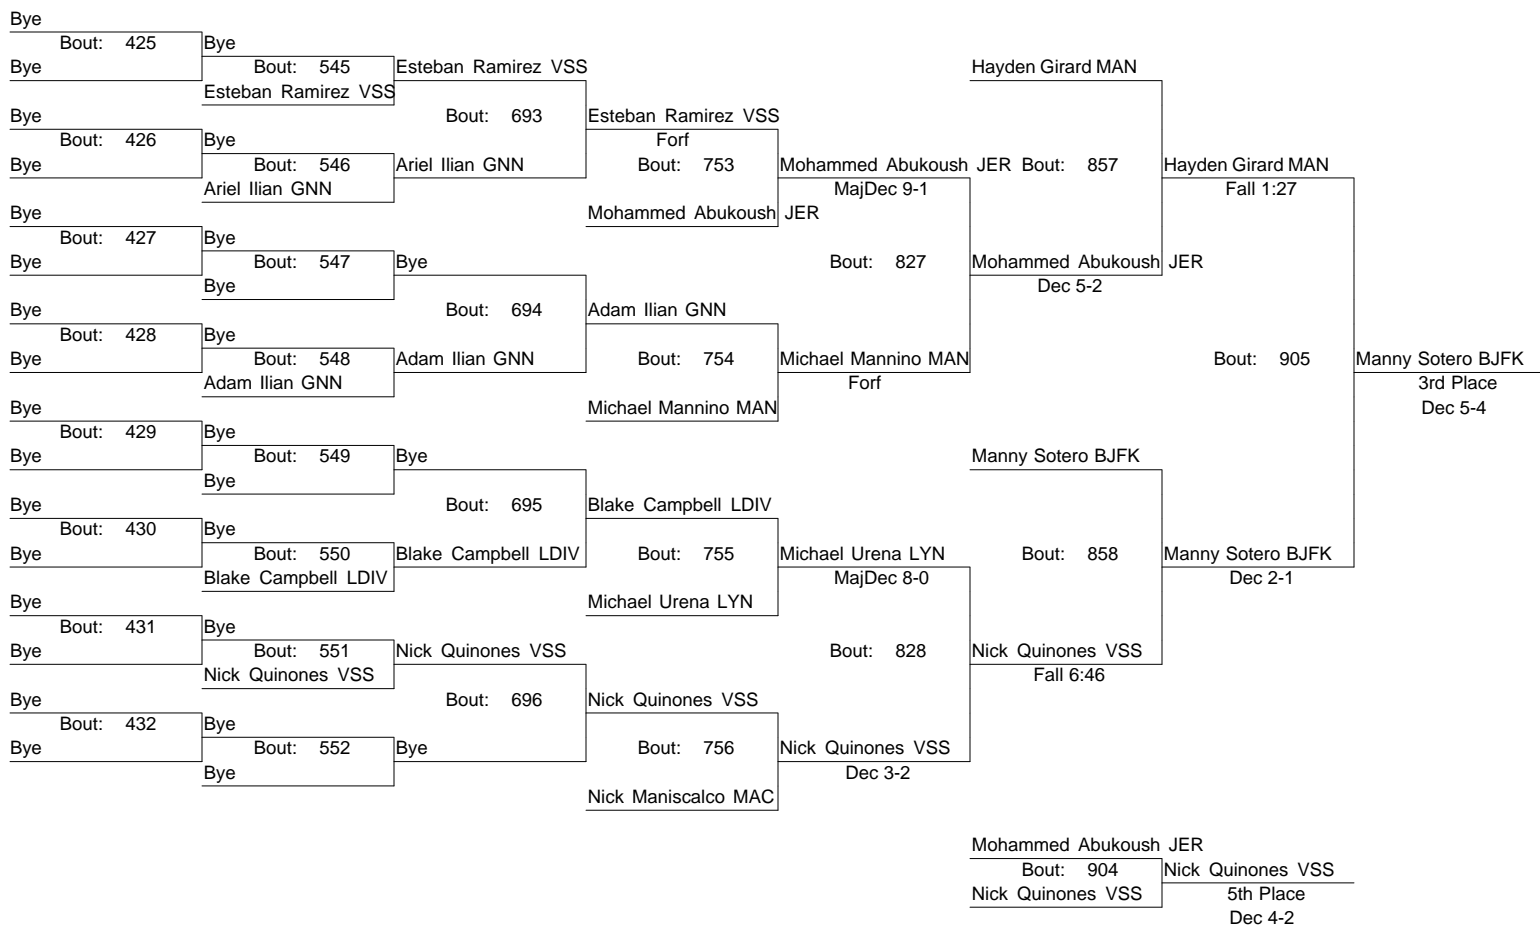 Bye
Bout: 425 Bye
Bye Bout: 545 Esteban Ramirez VSS Hayden Girard MAN
Esteban Ramirez VSS
Bye Bout: 693 Esteban Ramirez VSS
Bout: 426 Bye Forf
Bye Bout: 546 Ariel Ilian GNN Bout: 753 Mohammed Abukoush JER Bout: 857 Hayden Girard MAN
Ariel Ilian GNN MajDec 9-1 Fall 1:27
Bye Mohammed Abukoush JER
Bout: 427 Bye
Bye Bout: 547 Bye Bout: 827 Mohammed Abukoush JER
Bye Dec 5-2
Bye Bout: 694 Adam Ilian GNN
Bout: 428 Bye
Bye Bout: 548 Adam Ilian GNN Bout: 754 Michael Mannino MAN Bout: 905 Manny Sotero BJFK
Adam Ilian GNN Forf 3rd Place
Bye Michael Mannino MAN Dec 5-4
Bout: 429 Bye
Bye Bout: 549 Bye Manny Sotero BJFK
Bye
Bye Bout: 695 Blake Campbell LDIV
Bout: 430 Bye
Bye Bout: 550 Blake Campbell LDIV Bout: 755 Michael Urena LYN Bout: 858 Manny Sotero BJFK
Blake Campbell LDIV MajDec 8-0 Dec 2-1
Bye Michael Urena LYN
Bout: 431 Bye
Bye Bout: 551 Nick Quinones VSS Bout: 828 Nick Quinones VSS
Nick Quinones VSS Fall 6:46
Bye Bout: 696 Nick Quinones VSS
Bout: 432 Bye
Bye Bout: 552 Bye Bout: 756 Nick Quinones VSS
Bye Dec 3-2
Nick Maniscalco MAC
Mohammed Abukoush JER
Bout: 904 Nick Quinones VSS
Nick Quinones VSS 5th Place
Dec 4-2